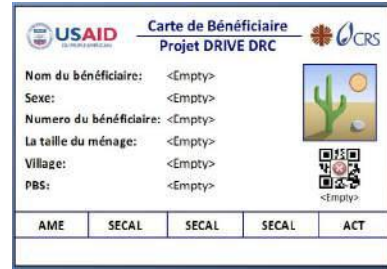 USAID
Carte de Bénéficiaire
Projet DRIVE DRC
CRS
Nom du bénéficiaire: <Empty>
Sexe: <Empty>
Numero du bénéficiaire: <Empty>
La taille du ménage: <Empty>
Village: <Empty>
PBS: <Empty>
<Empty>
AME SECAL SECAL SECAL ACT